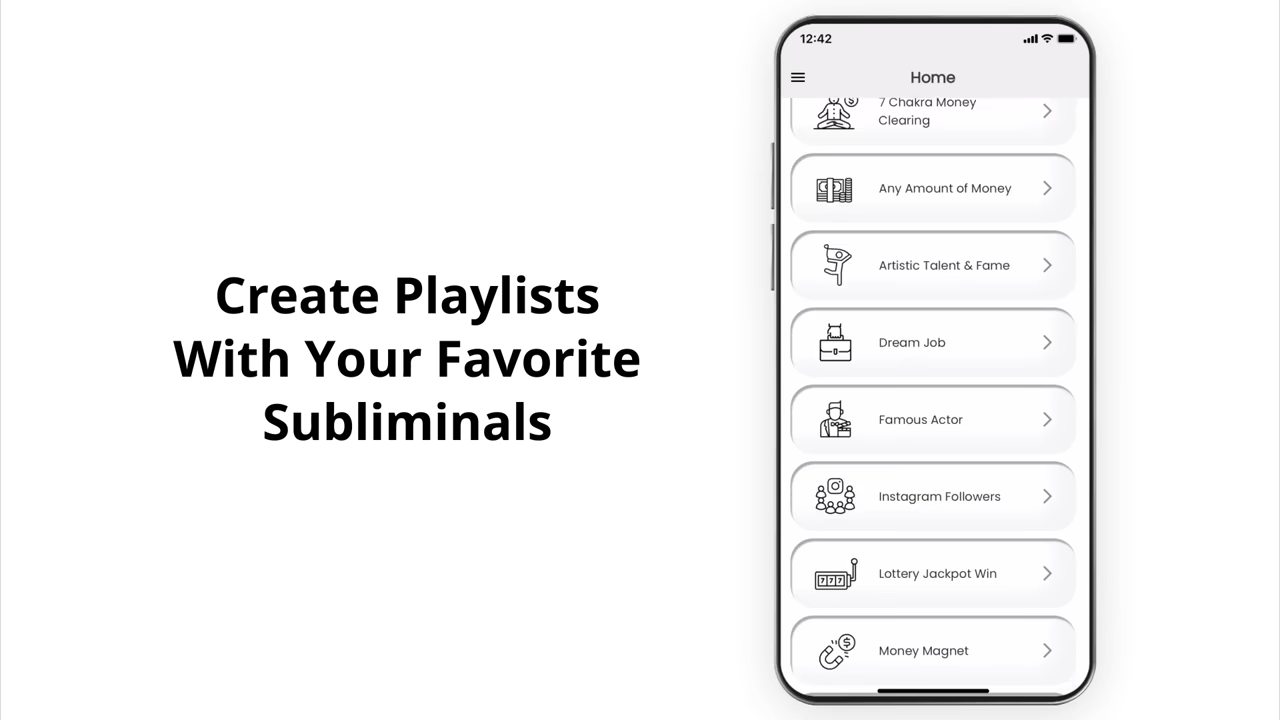 Create Playlists
With Your Favorite
Subliminals
12:42
Home
7 Chakra Money
Clearing
Any Amount of Money
Artistic Talent & Fame
Dream Job
Famous Actor
Instagram Followers
777
Lottery Jackpot Win
$
Money Magnet